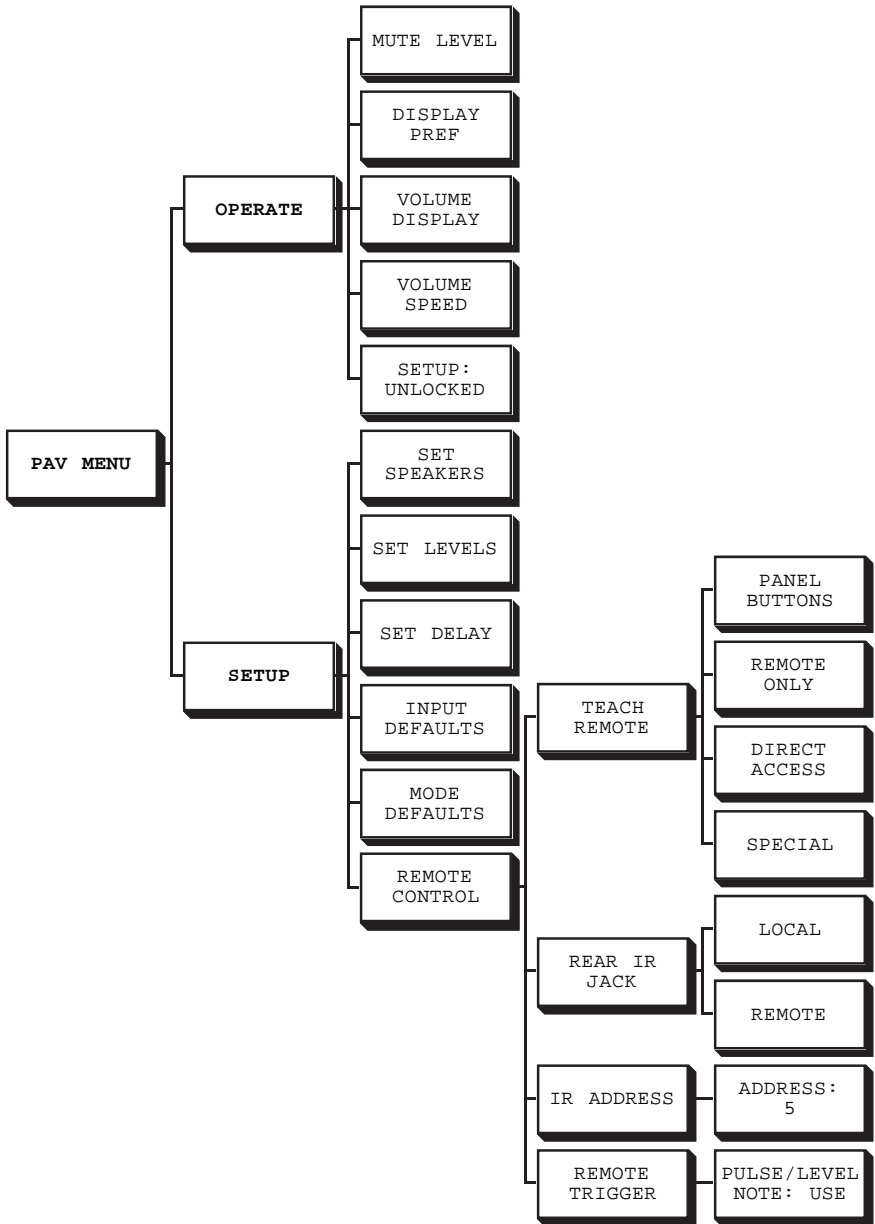 MUTE LEVEL
DISPLAY
PREF
OPERATE
VOLUME
DISPLAY
VOLUME
SPEED
SETUP:
UNLOCKED
PAV MENU
SET
SPEAKERS
SET LEVELS
SET DELAY
SETUP
INPUT
DEFAULTS
MODE
DEFAULTS
REMOTE
CONTROL
TEACH
REMOTE
PANEL
BUTTONS
REMOTE
ONLY
DIRECT
ACCESS
SPECIAL
REAR IR
JACK
LOCAL
REMOTE
IR ADDRESS
ADDRESS:
5
REMOTE
TRIGGER
PULSE/LEVEL
NOTE: USE